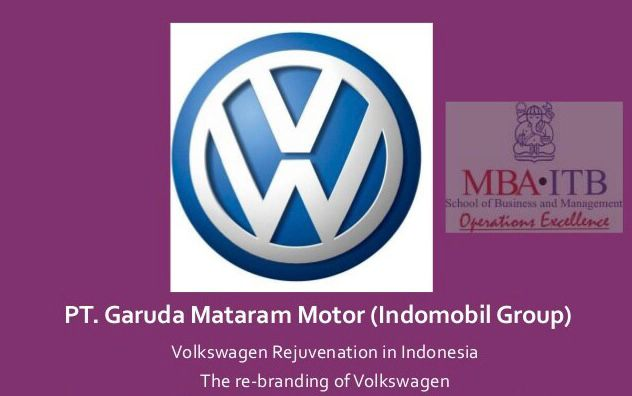 VW
MBA•ITB
School of Business and Management
Operations Excellence
PT. Garuda Mataram Motor (Indomobil Group)
Volkswagen Rejuvenation in Indonesia
The re-branding of Volkswagen